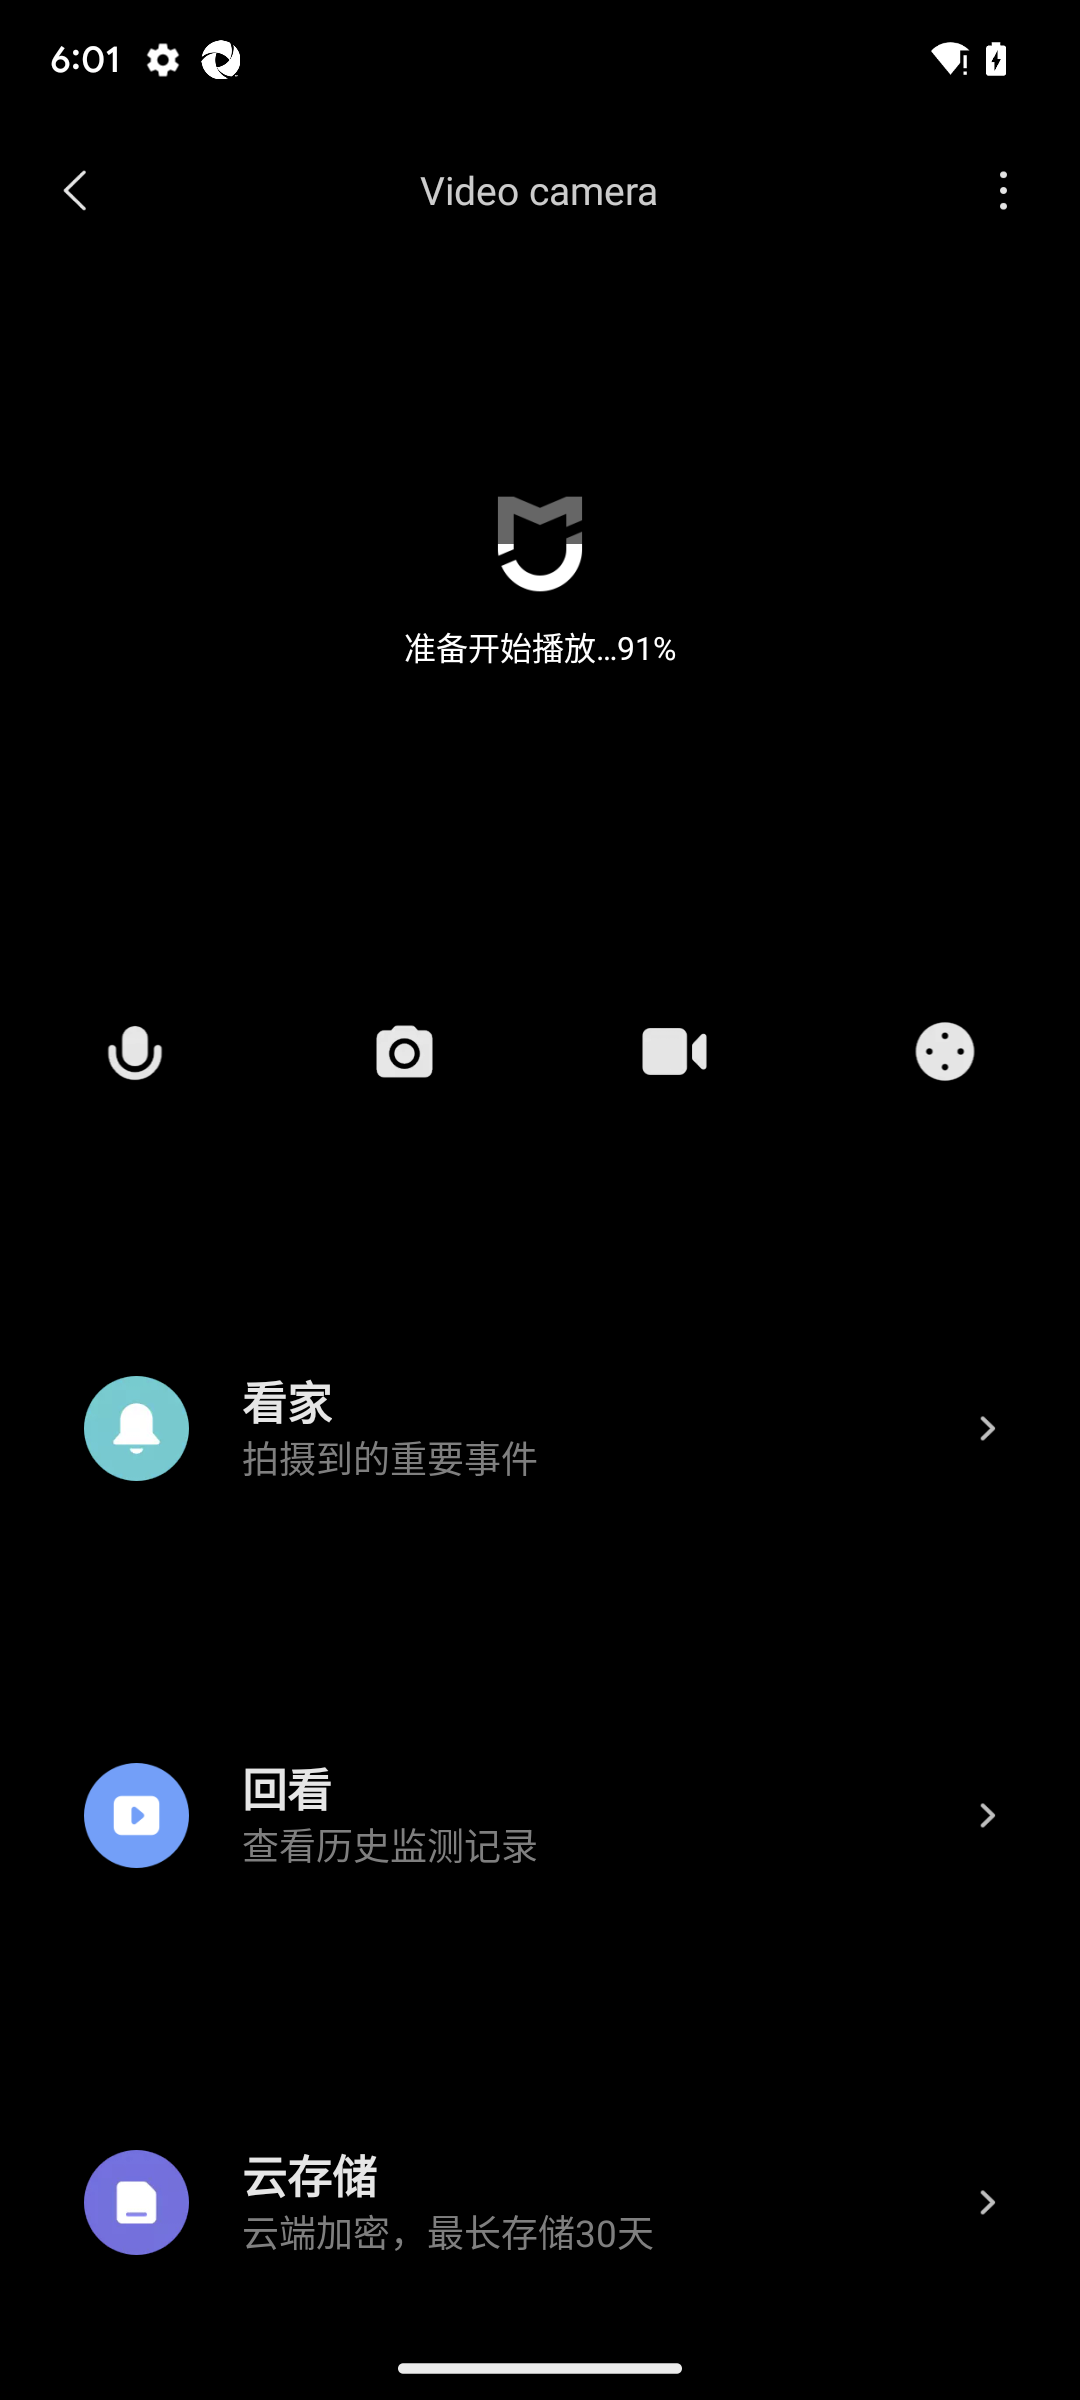 6:01
Video camera
准备开始播放...91%
看家
拍摄到的重要事件
回看
查看历史监测记录
云存储
云端加密，最长存储30天